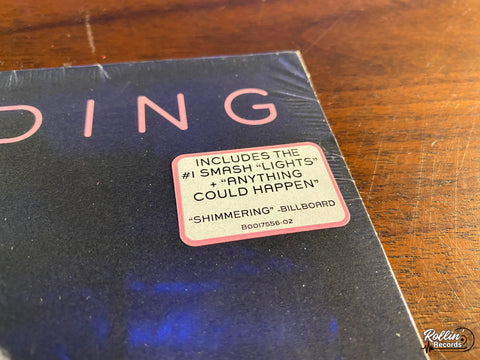 DING
INCLUDES THE
#1 SMASH "LIGHTS"
+ "ANYTHING
COULD HAPPEN"
"SHIMMERING" -BILLBOARD
B0017556-02
Rollin'
Records